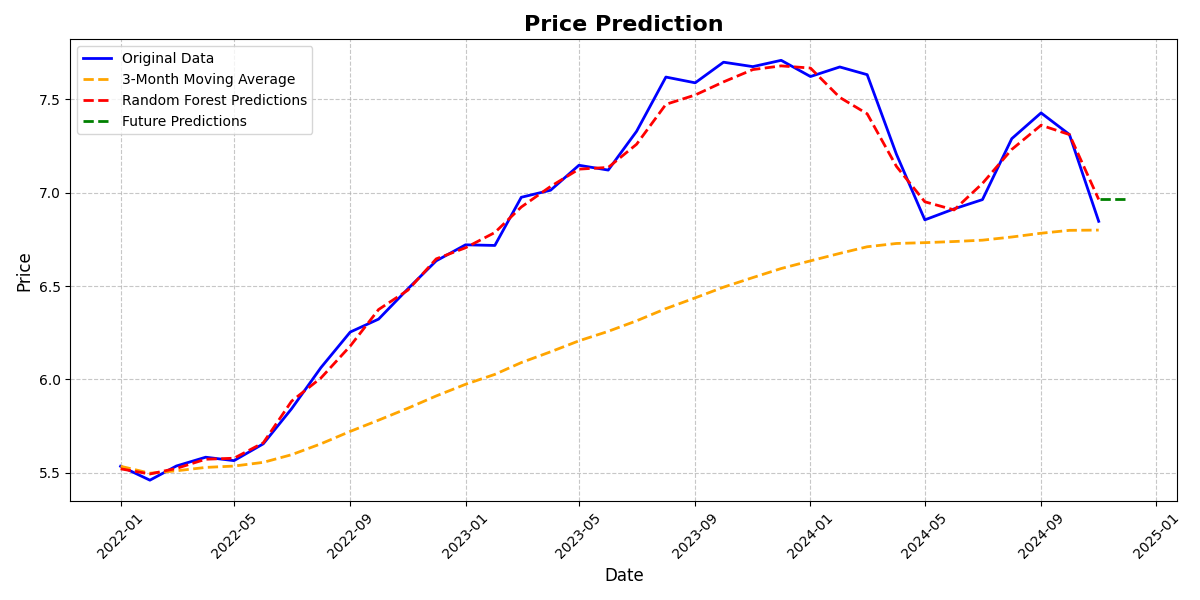 Price Prediction
Original Data
3-Month Moving Average
Random Forest Predictions
Future Predictions
Price
7.5
7.0
6.5
6.0
5.5
2022-01
2022-05
2022-09
2023-01
2023-05
2023-09
2024-01
2024-05
2024-09
2025-01
Date